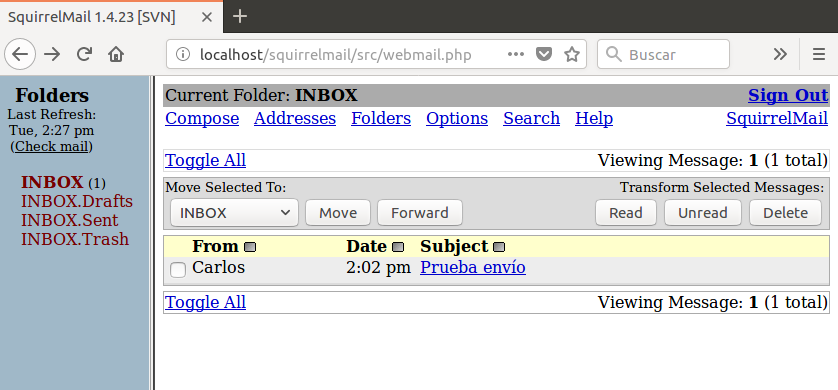 SquirrelMail 1.4.23 [SVN]
localhost/squirrelmail/src/webmail.php
Buscar
Folders
Last Refresh:
Tue, 2:27 pm
(Check mail)
INBOX (1)
INBOX.Drafts
INBOX.Sent
INBOX.Trash
Current Folder: INBOX Sign Out
Compose Addresses Folders Options Search Help SquirrelMail
Toggle All Viewing Message: 1 (1 total)
Move Selected To: Transform Selected Messages:
INBOX Move Forward Read Unread Delete
From Date Subject
Carlos 2:02 pm Prueba envío
Toggle All Viewing Message: 1 (1 total)